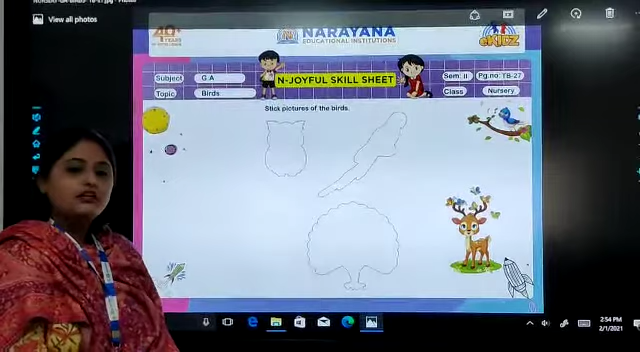 View all photos
40+
YEARS
NARAYANA
EDUCATIONAL INSTITUTIONS
eKIDZ
Subject G.A
N-JOYFUL SKILL SHEET
Sem: II Pg.no: TB-27
Topic Birds
Class Nursery
Stick pictures of the birds.
2:54 PM
2/1/2021